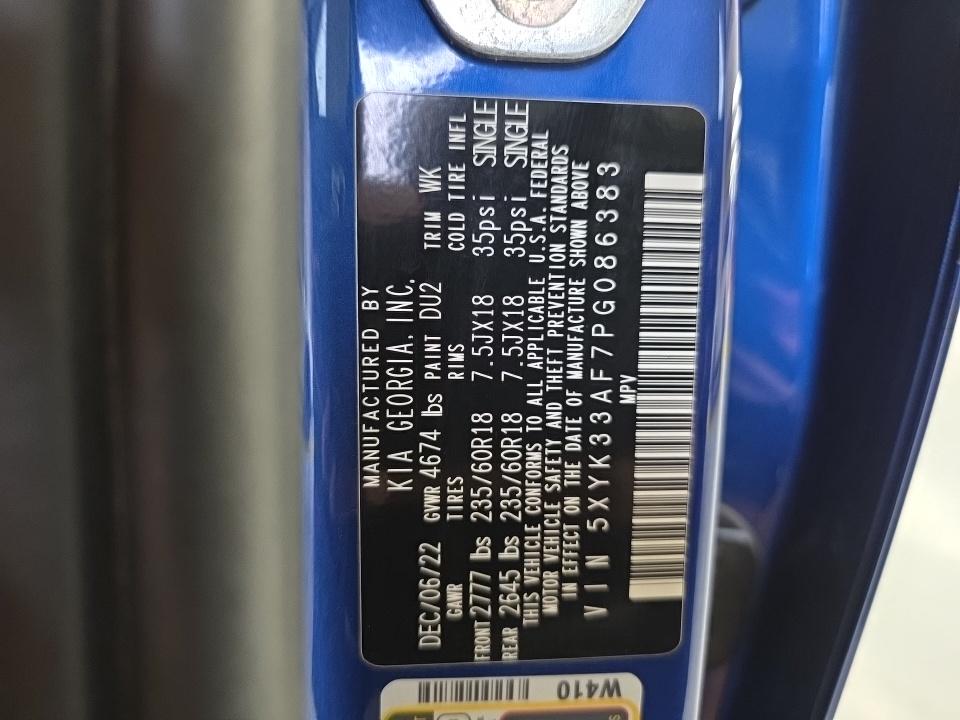 MANUFACTURED BY
KIA GEORGIA, INC.
DEC/06/22 GVWR 4674 lbs PAINT DU2 TRIM WK
GAWR TIRES RIMS COLD TIRE INFL
FRONT 2777 lbs 235/60R18 7.5JX18 35psi SINGLE
REAR 2645 lbs 235/60R18 7.5JX18 35psi SINGLE
THIS VEHICLE CONFORMS TO ALL APPLICABLE U.S.A. FEDERAL
MOTOR VEHICLE SAFETY AND THEFT PREVENTION STANDARDS
IN EFFECT ON THE DATE OF MANUFACTURE SHOWN ABOVE
VIN 5XYK33AF7PG086383
MPV
W410